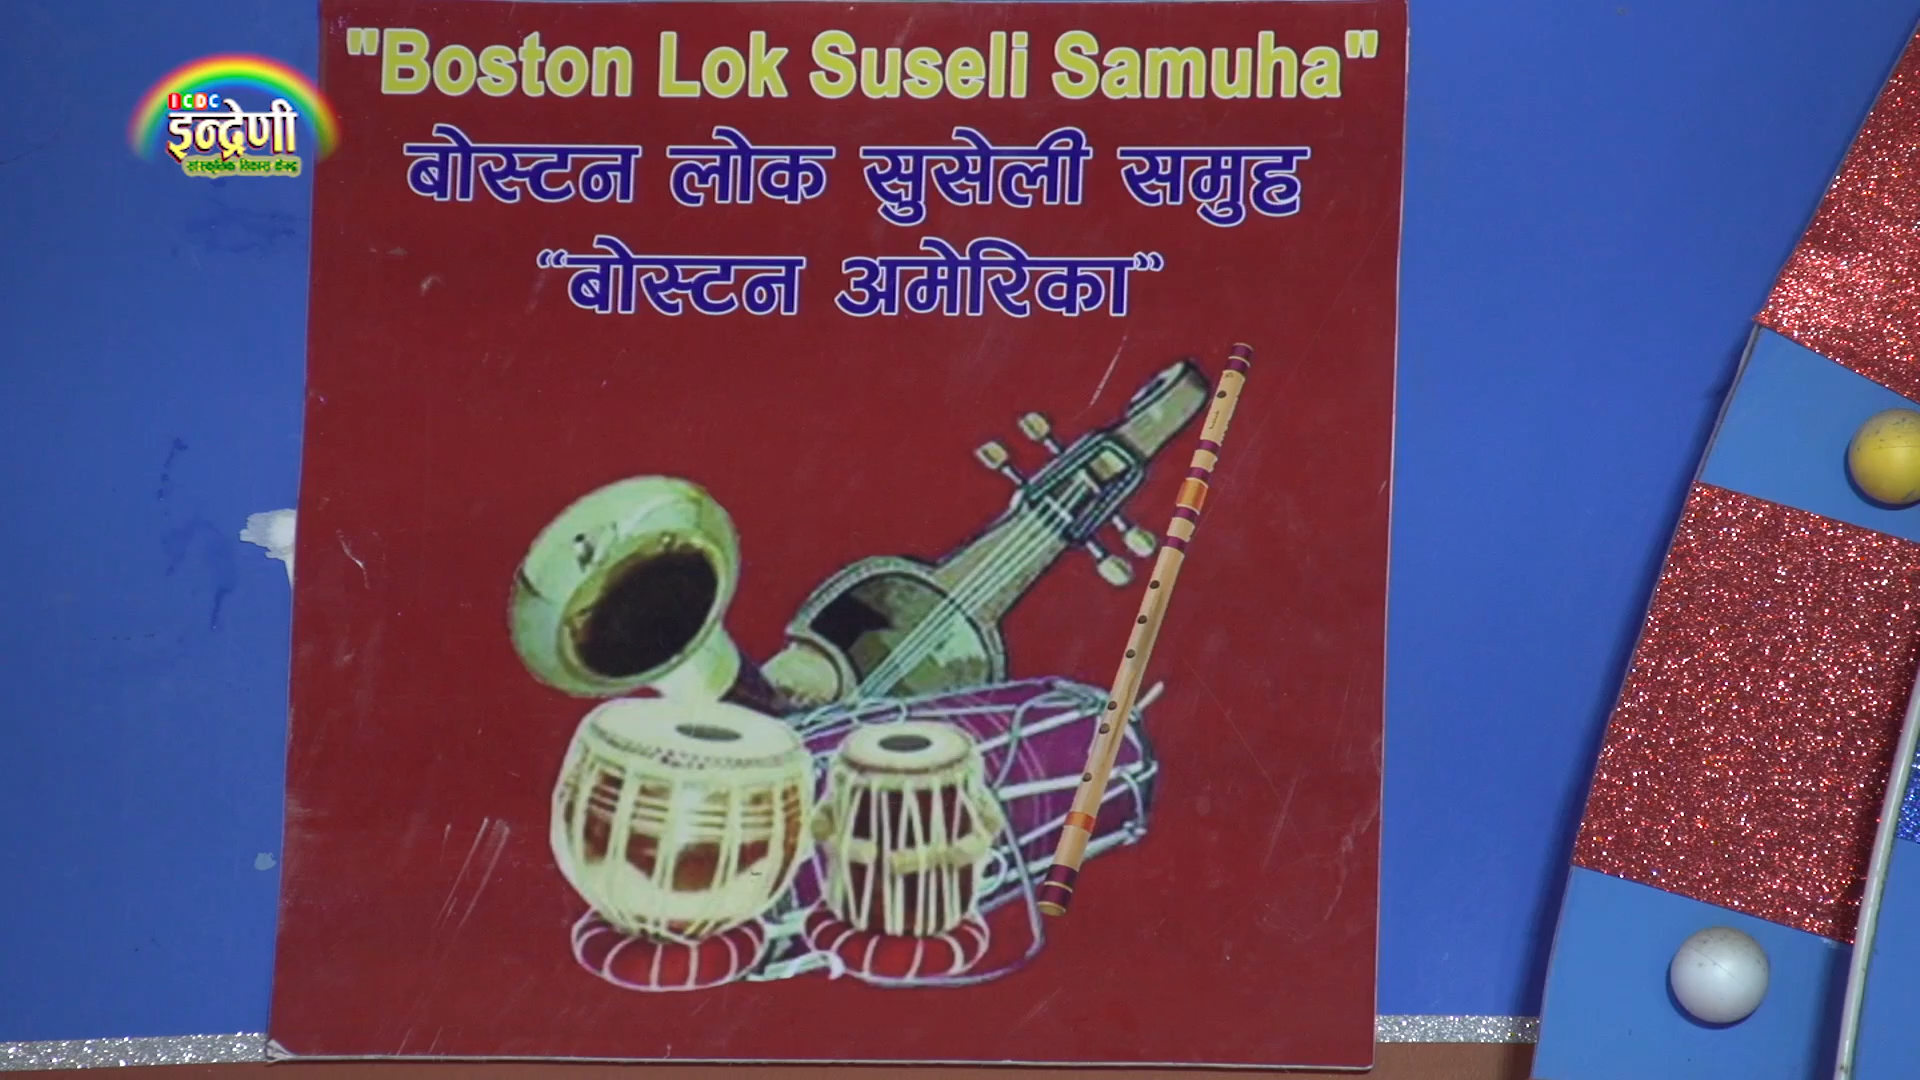 "Boston Lok Suseli Samuha"
बोस्टन लोक सुसेली समुह
“बोस्टन अमेरिका”
ICDC
इन्द्रेणी
सांस्कृतिक विकास केन्द्र